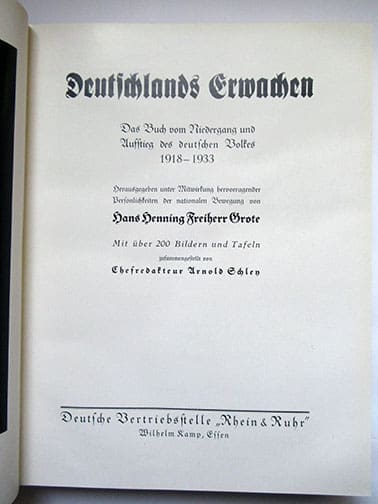 Deutschlands Erwachen
Das Buch vom Niedergang und
Aufstieg des deutschen Volkes
1918-1933
Herausgegeben unter Mitwirkung hervorragender
Persönlichkeiten der nationalen Bewegung von
Hans Henning Freiherr Grote
Mit über 200 Bildern und Tafeln
zusammengestellt von
Chefredakteur Arnold Schley
Deutsche Vertriebsstelle „Rhein & Ruhr"
Wilhelm Kamp, Essen